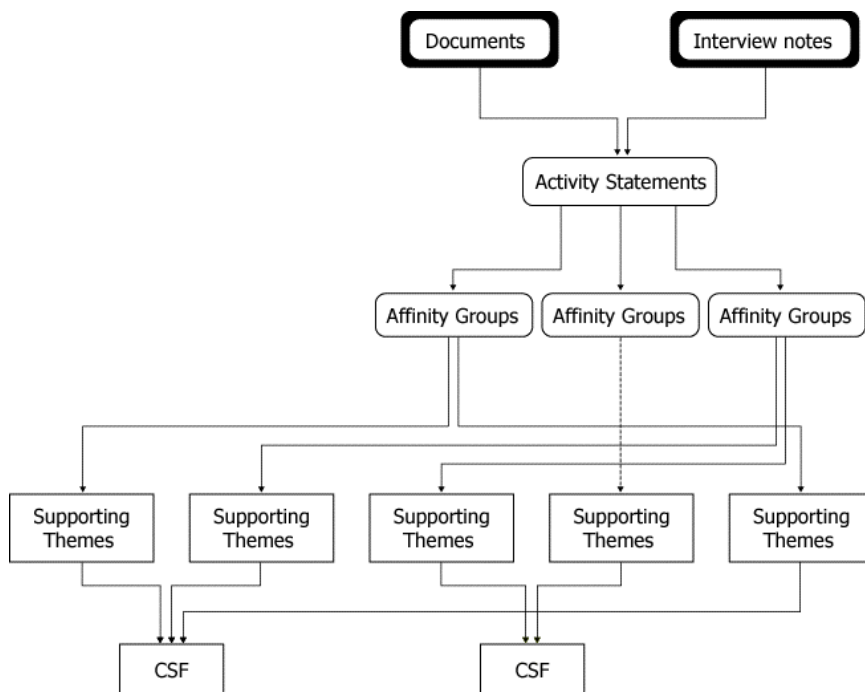 Documents
Interview notes
Activity Statements
Affinity Groups
Affinity Groups
Affinity Groups
Supporting
Themes
Supporting
Themes
Supporting
Themes
Supporting
Themes
Supporting
Themes
CSF
CSF